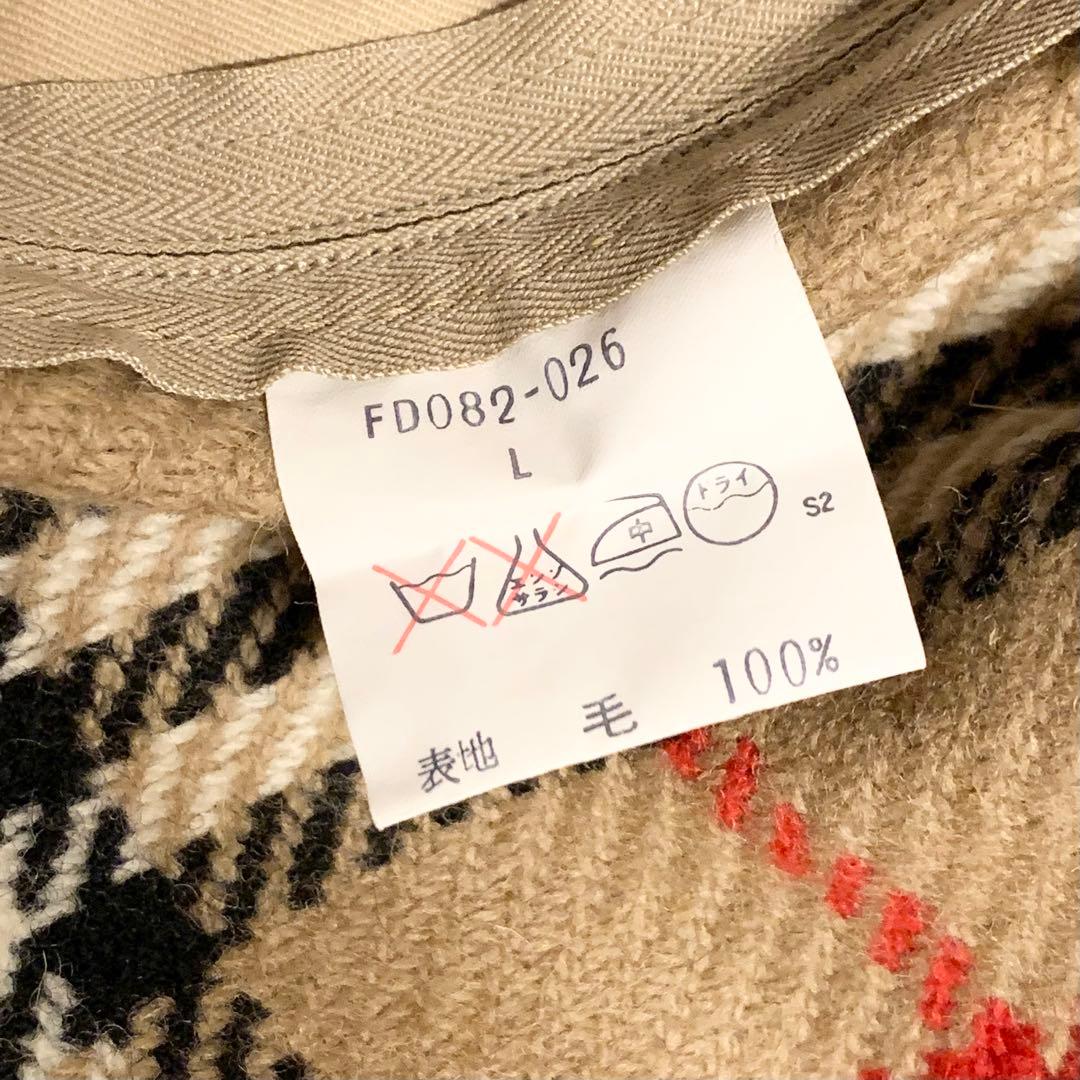 FD082-026
L
エンソ
サラシ
中
ドライ
S2
表地 毛 100%